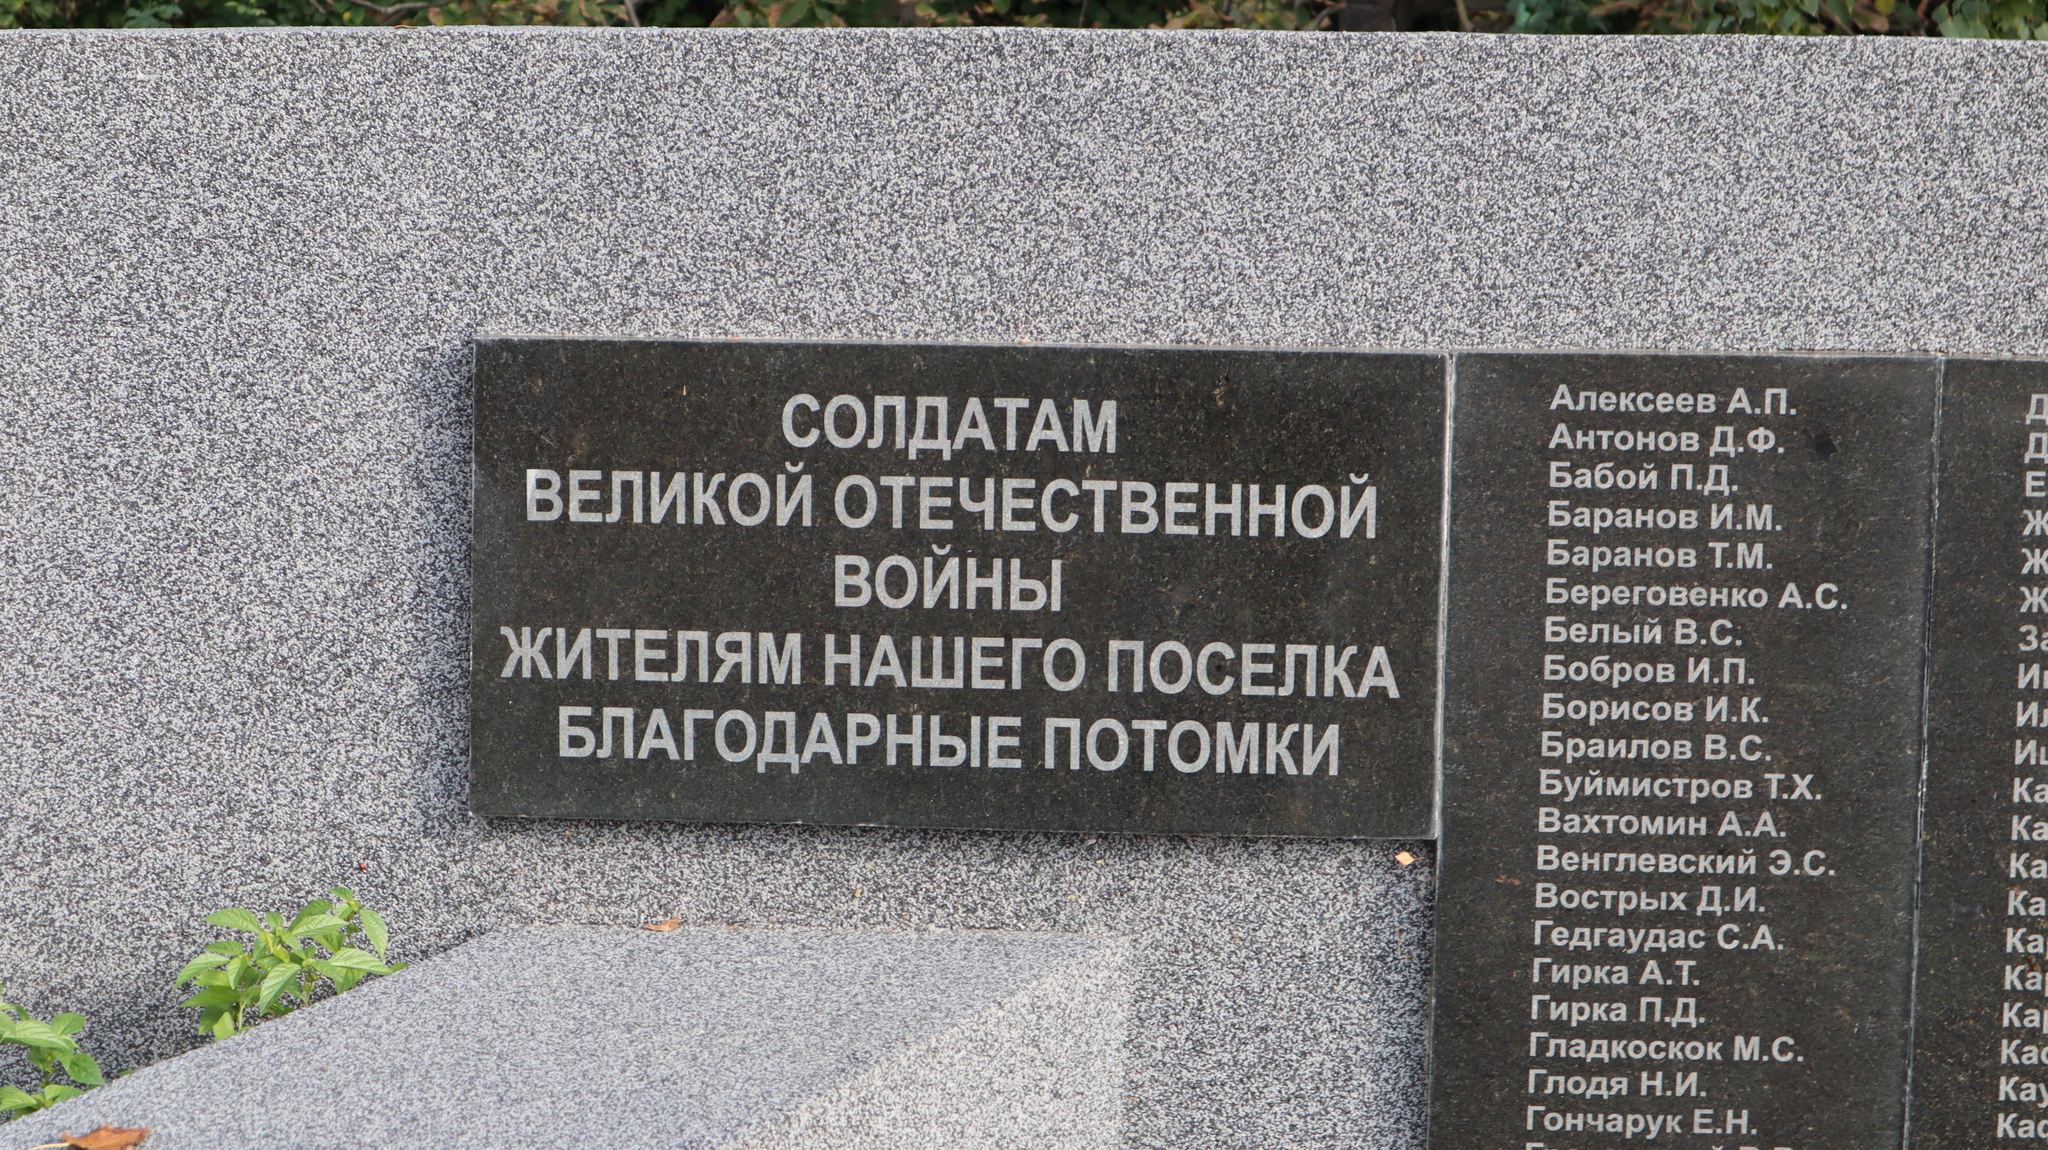 СОЛДАТАМ
ВЕЛИКОЙ ОТЕЧЕСТВЕННОЙ
ВОЙНЫ
ЖИТЕЛЯМ НАШЕГО ПОСЕЛКА
БЛАГОДАРНЫЕ ПОТОМКИ
Алексеев А.П.
Антонов Д.Ф.
Бабой П.Д.
Баранов И.М.
Баранов Т.М.
Береговенко А.С.
Белый В.С.
Бобров И.П.
Борисов И.К.
Браилов В.С.
Буймистров Т.Х.
Вахтомин А.А.
Венглевский Э.С.
Вострых Д.И.
Гедгаудас С.А.
Гирка А.Т.
Гирка П.Д.
Гладкоскок М.С.
Глодя Н.И.
Гончарук Е.Н.